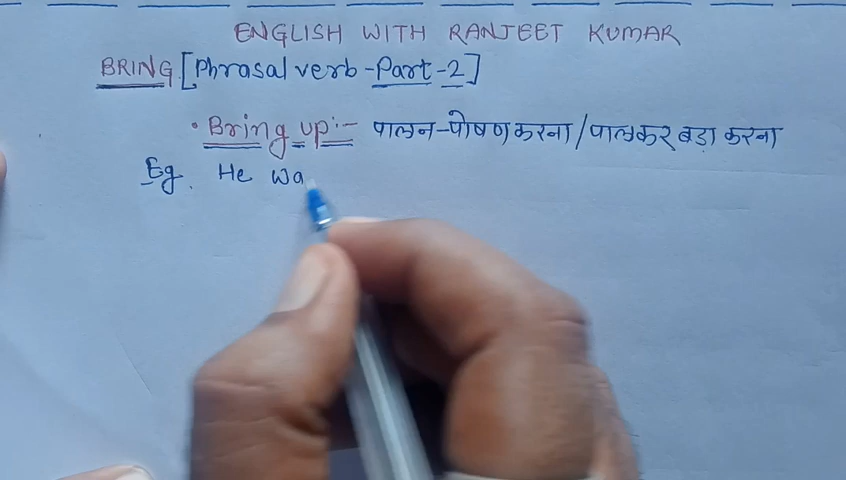 ENGLISH WITH RANJEET KUMAR
BRING [Phrasal verb-Part-2]
• Bring up:- पालन-पोषण करना/पालकर बड़ा करना
Eg. He wa